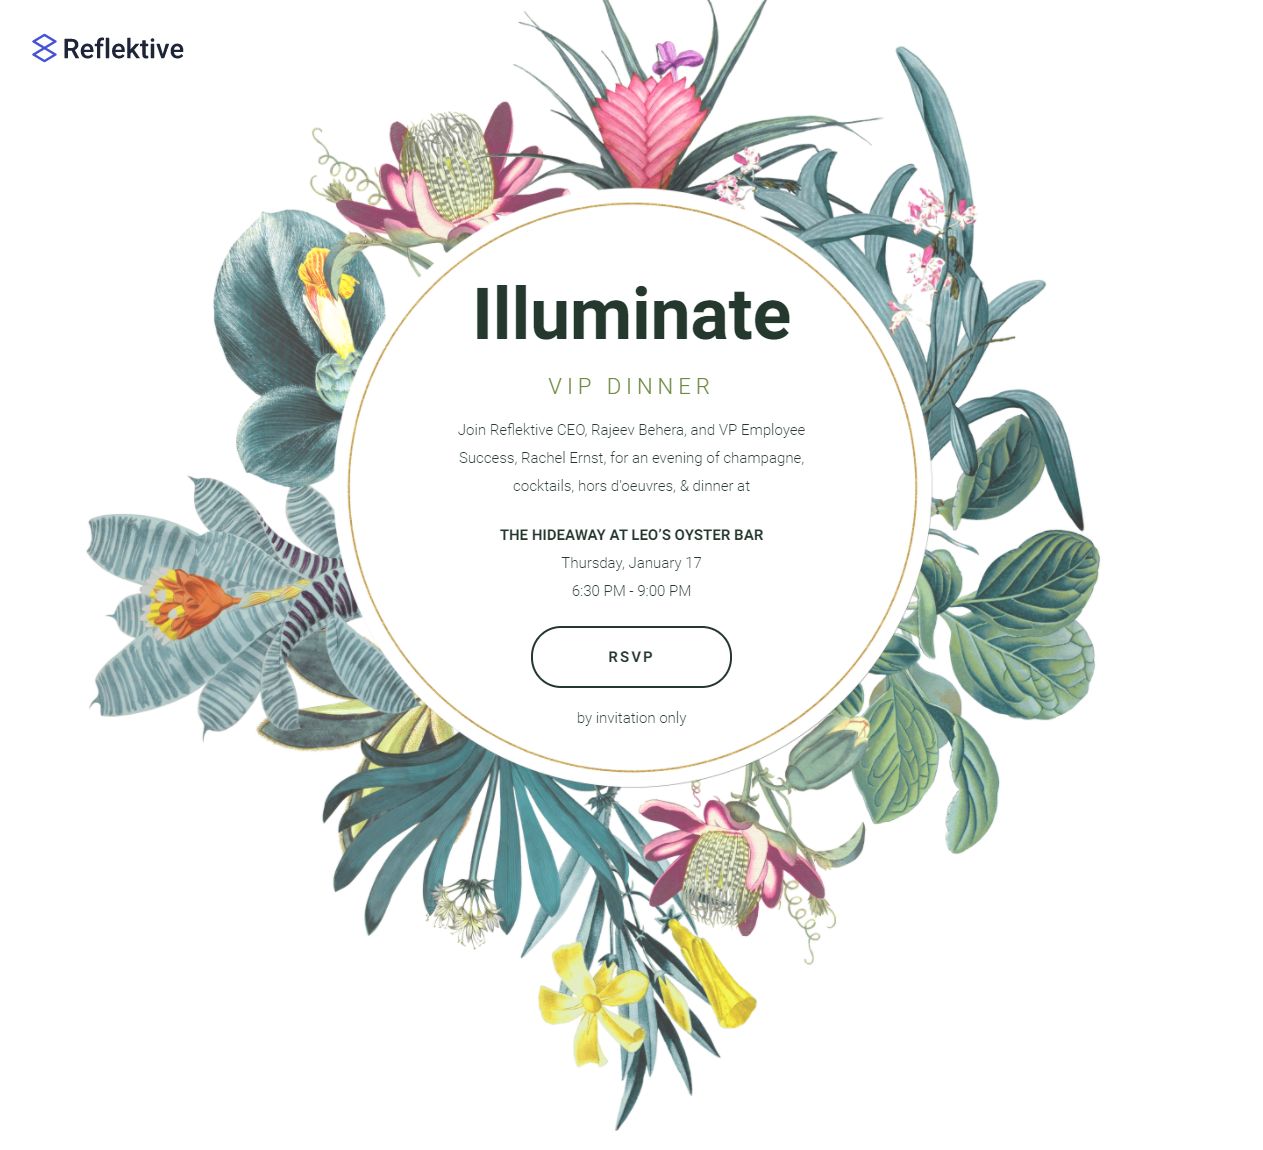 Reflektive
Illuminate
VIP DINNER
Join Reflektive CEO, Rajeev Behera, and VP Employee
Success, Rachel Ernst, for an evening of champagne,
cocktails, hors d'oeuvres, & dinner at
THE HIDEAWAY AT LEO’S OYSTER BAR
Thursday, January 17
6:30 PM - 9:00 PM
RSVP
by invitation only